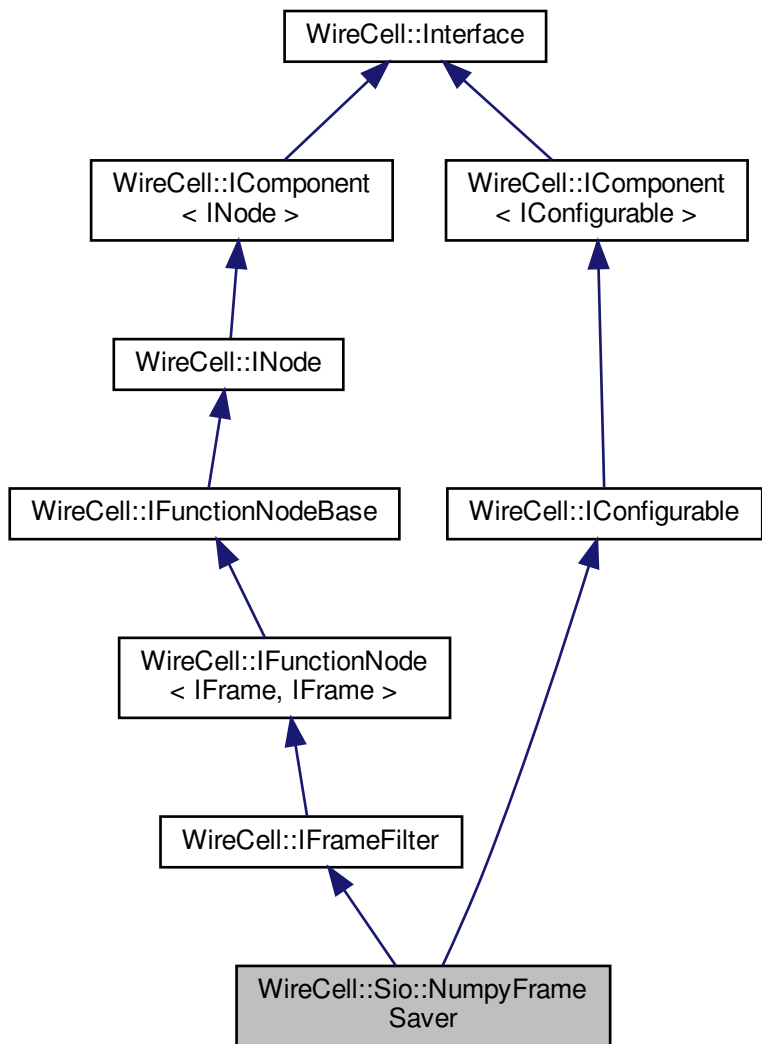 WireCell::Interface
WireCell::IComponent
< INode >
WireCell::IComponent
< IConfigurable >
WireCell::INode
WireCell::IFunctionNodeBase
WireCell::IConfigurable
WireCell::IFunctionNode
< IFrame, IFrame >
WireCell::IFrameFilter
WireCell::Sio::NumpyFrame
Saver